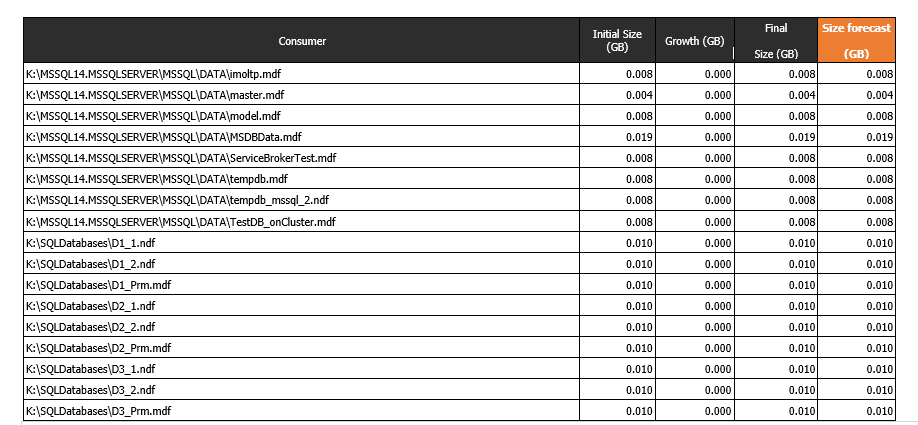 Consumer Initial Size (GB) Growth (GB) Final Size (GB) Size forecast (GB)
K:\MSSQL14.MSSQLSERVER\MSSQL\DATA\imoltp.mdf 0.008 0.000 0.008 0.008
K:\MSSQL14.MSSQLSERVER\MSSQL\DATA\master.mdf 0.004 0.000 0.004 0.004
K:\MSSQL14.MSSQLSERVER\MSSQL\DATA\model.mdf 0.008 0.000 0.008 0.008
K:\MSSQL14.MSSQLSERVER\MSSQL\DATA\MSDBData.mdf 0.019 0.000 0.019 0.019
K:\MSSQL14.MSSQLSERVER\MSSQL\DATA\ServiceBrokerTest.mdf 0.008 0.000 0.008 0.008
K:\MSSQL14.MSSQLSERVER\MSSQL\DATA\tempdb.mdf 0.008 0.000 0.008 0.008
K:\MSSQL14.MSSQLSERVER\MSSQL\DATA\tempdb_mssql_2.ndf 0.008 0.000 0.008 0.008
K:\MSSQL14.MSSQLSERVER\MSSQL\DATA\TestDB_onCluster.mdf 0.008 0.000 0.008 0.008
K:\SQLDatabases\D1_1.ndf 0.010 0.000 0.010 0.010
K:\SQLDatabases\D1_2.ndf 0.010 0.000 0.010 0.010
K:\SQLDatabases\D1_Prm.mdf 0.010 0.000 0.010 0.010
K:\SQLDatabases\D2_1.ndf 0.010 0.000 0.010 0.010
K:\SQLDatabases\D2_2.ndf 0.010 0.000 0.010 0.010
K:\SQLDatabases\D2_Prm.mdf 0.010 0.000 0.010 0.010
K:\SQLDatabases\D3_1.ndf 0.010 0.000 0.010 0.010
K:\SQLDatabases\D3_2.ndf 0.010 0.000 0.010 0.010
K:\SQLDatabases\D3_Prm.mdf 0.010 0.000 0.010 0.010